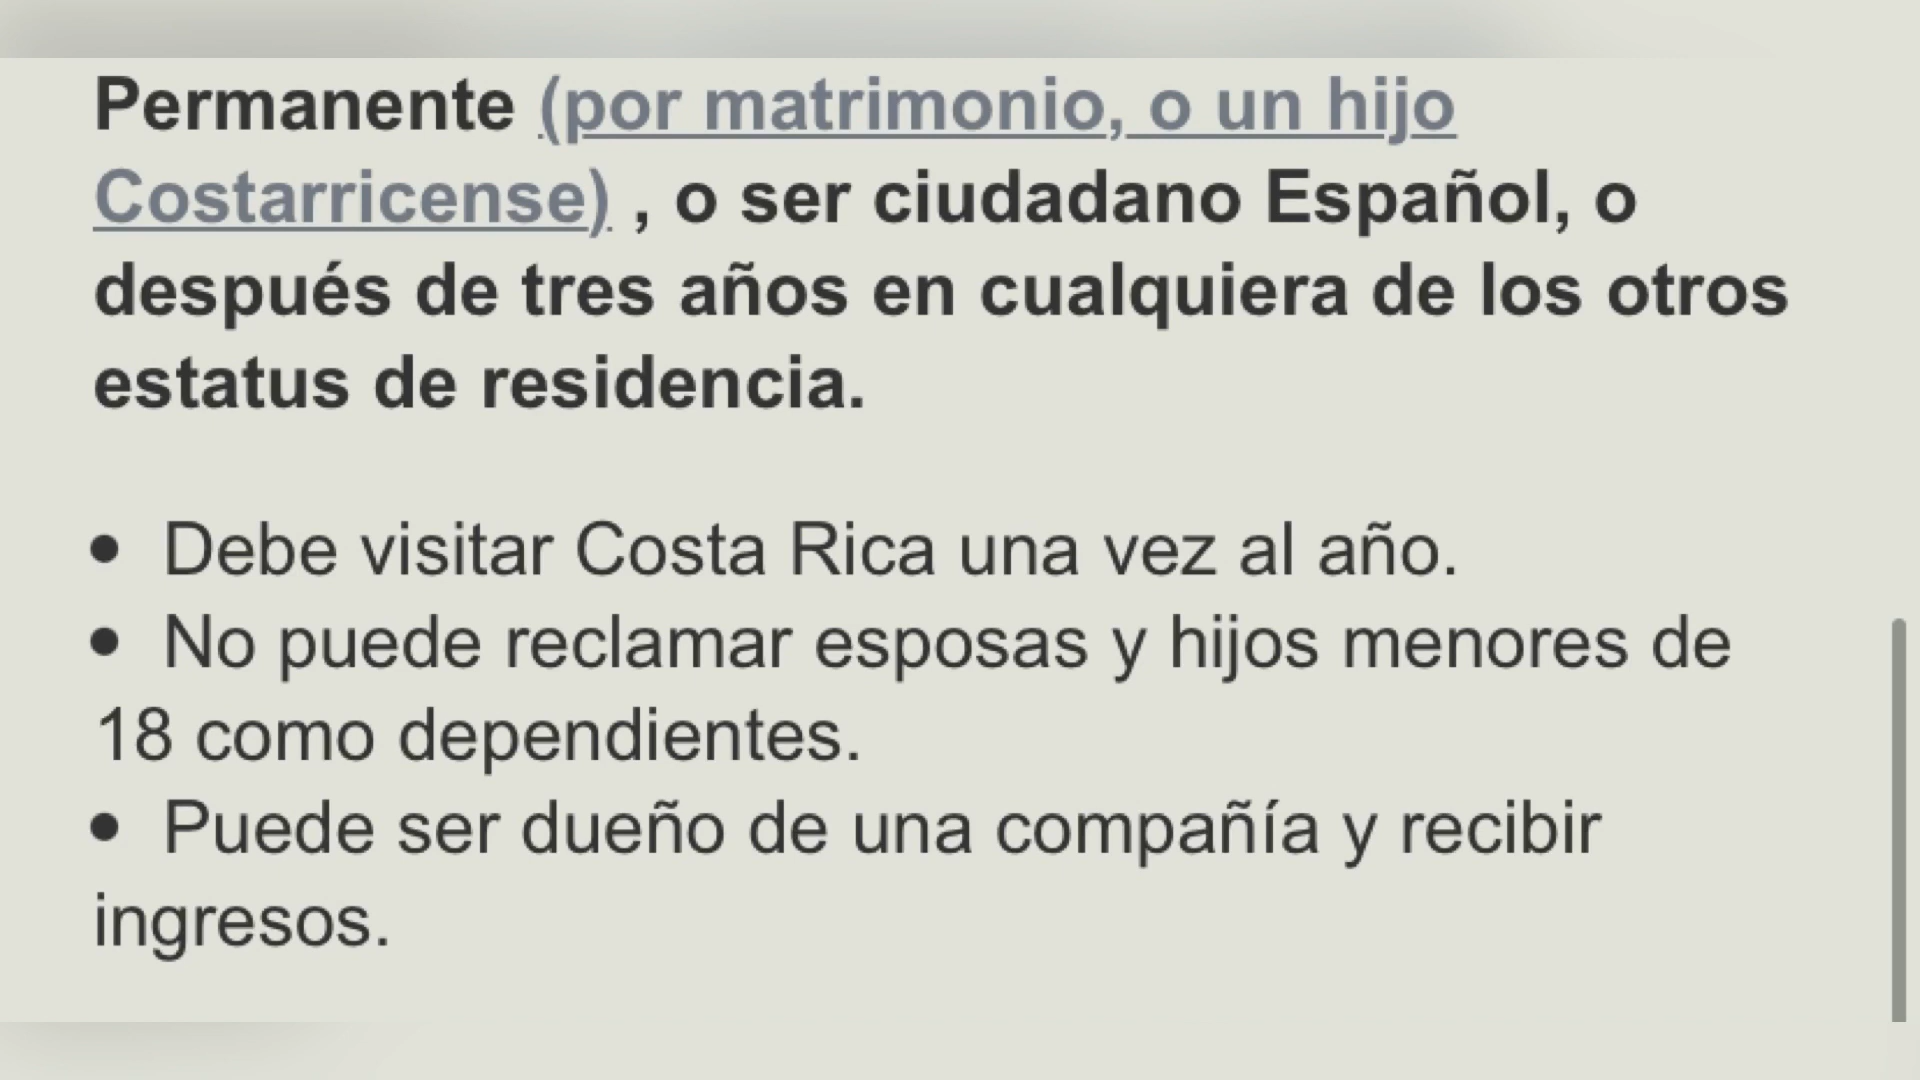 Permanente (por matrimonio, o un hijo
Costarricense) , o ser ciudadano Español, o
después de tres años en cualquiera de los otros
estatus de residencia.
• Debe visitar Costa Rica una vez al año.
• No puede reclamar esposas y hijos menores de
18 como dependientes.
• Puede ser dueño de una compañía y recibir
ingresos.